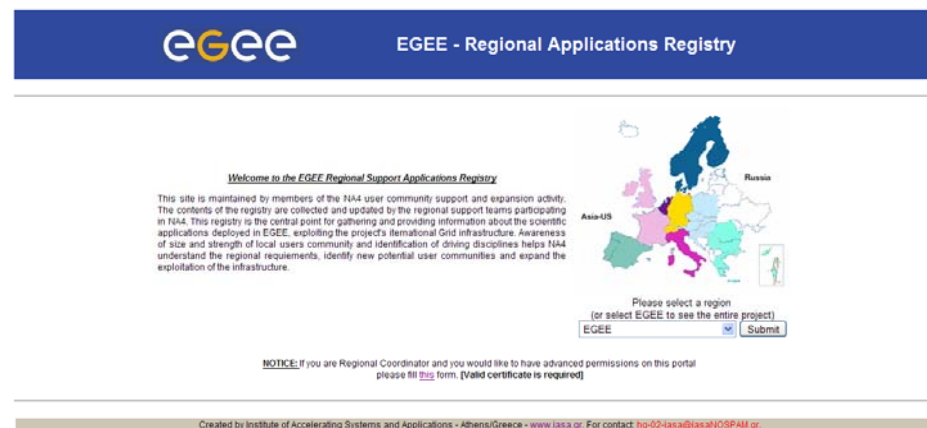 egee
EGEE - Regional Applications Registry
Welcome to the EGEE Regional Support Applications Registry
This site is maintained by members of the NA4 user community support and expansion activity.
The contents of the registry are collected and updated by the regional support teams participating
in NA4. This registry is the central point for gathering and providing information about the scientific
applications deployed in EGEE, exploiting the project's iternational Grid infrastructure. Awareness
of size and strength of local users community and identification of driving disciplines helps NA4
understand the regional requiements, identify new potential user communities and expand the
exploitation of the infrastructure.
Russia
Asia-US
Please select a region
(or select EGEE to see the entire project)
EGEE
Submit
NOTICE: If you are Regional Coordinator and you would like to have advanced permissions on this portal
please fill this form. [Valid certificate is required]
Created by Institute of Accelerating Systems and Applications - Athens/Greece - www.iasa.gr. For contact: hg-02-iasa@iasaNOSPAM.gr.